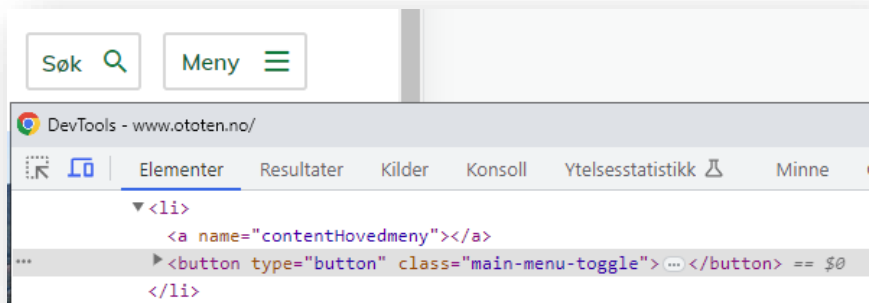 Søk
Meny
DevTools - www.ototen.no/
Elementer Resultater Kilder Konsoll Ytelsesstatistikk Minne
▼<li>
<a name="contentHovedmeny"></a>
••• ▶<button type="button" class="main-menu-toggle">…</button> == $0
</li>